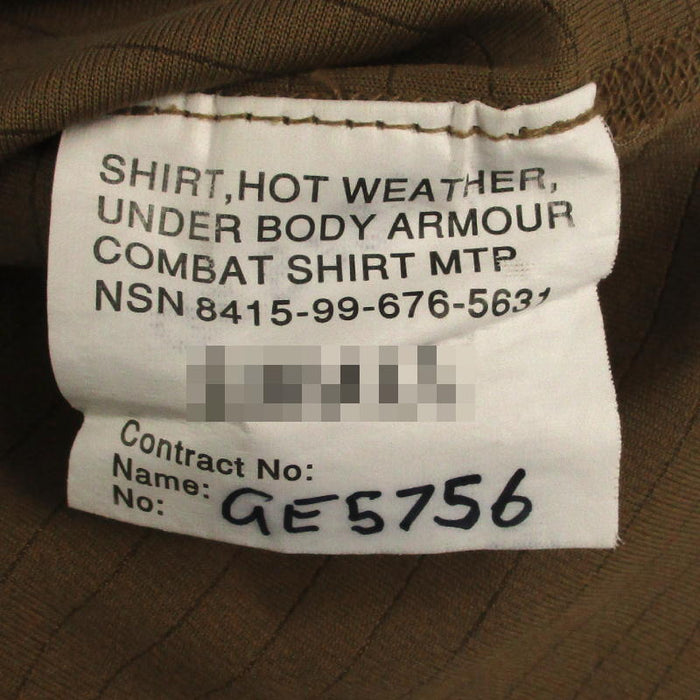 SHIRT,HOT WEATHER,
UNDER BODY ARMOUR
COMBAT SHIRT MTP
NSN 8415-99-676-5631
Contract No:
Name:
No: GE5756